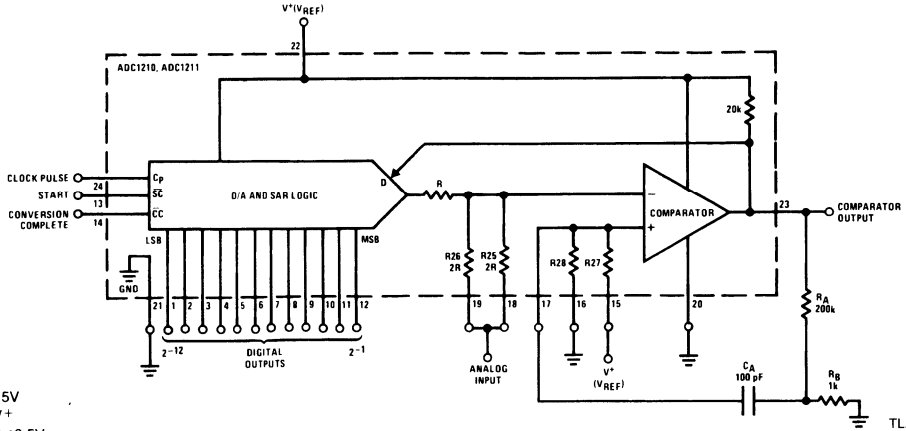 V+(VREF)
22
ADC1210, ADC1211
20k
CLOCK PULSE
24
CP
START
13
SC
CONVERSION
COMPLETE
14
CC
D/A AND SAR LOGIC
D
R
LSB
MSB
COMPARATOR
−
+
23
COMPARATOR
OUTPUT
R26
2R
R25
2R
R28
R27
GND
21
1
2
3
4
5
6
7
8
9
10
11
12
19
18
17
16
15
20
RA
200k
2−12
DIGITAL
OUTPUTS
2−1
ANALOG
INPUT
V+
(VREF)
CA
100 pF
RB
1k
5V
TL